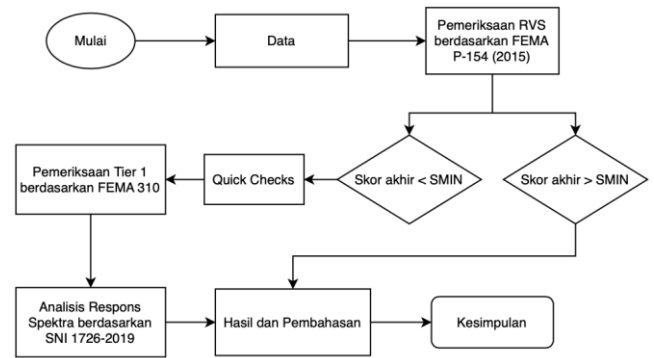 Mulai
Data
Pemeriksaan RVS
berdasarkan FEMA
P-154 (2015)
Skor akhir < SMIN
Skor akhir > SMIN
Quick Checks
Pemeriksaan Tier 1
berdasarkan FEMA 310
Analisis Respons
Spektra berdasarkan
SNI 1726-2019
Hasil dan Pembahasan
Kesimpulan